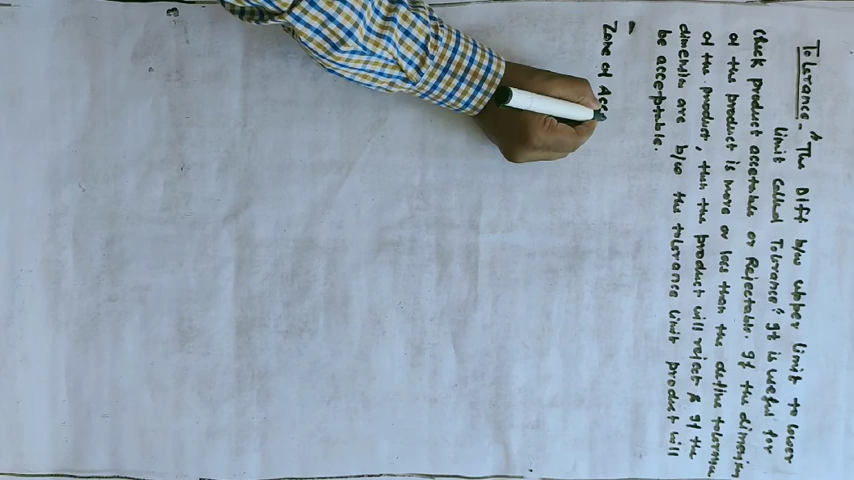 Tolerance - "The Diff b/w upper limit to lower
limit called Tolerance" It is useful for
check product acceptable or Rejectable. If the dimension
of the product is more or less than the define tolerance
of the product, then the product will reject & If the
dimension are b/w the tolerance limit product will
be acceptable.
Zone of Acc